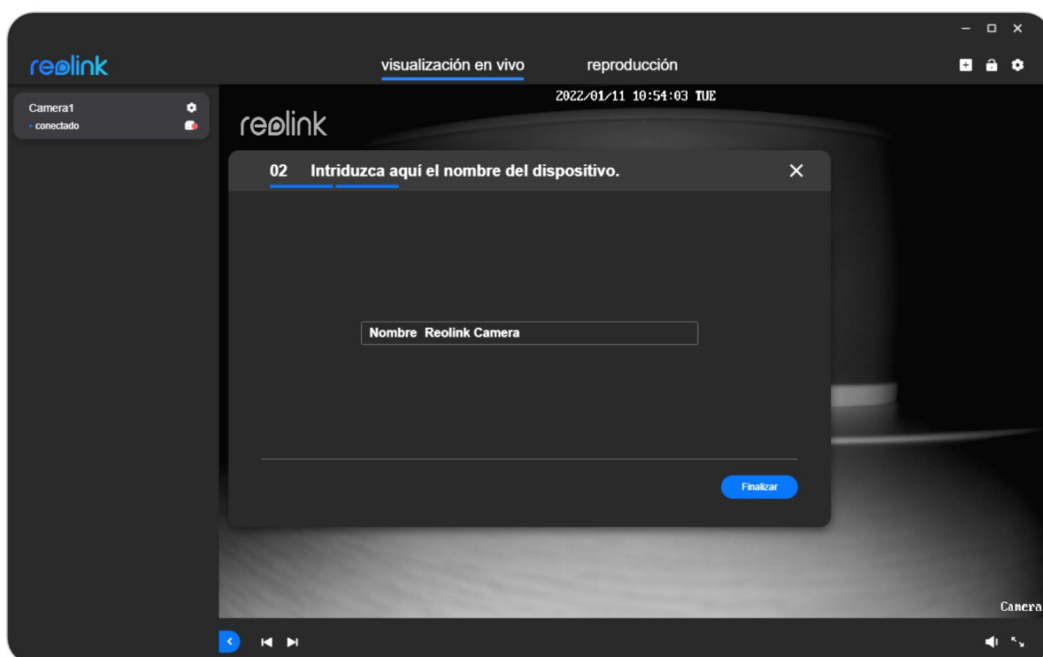 reolink
visualización en vivo
reproducción
Camera1
conectado
2022/01/11 10:54:03 TUE
reolink
02 Intriduzca aquí el nombre del dispositivo.
Nombre Reolink Camera
Finalizar
Camera